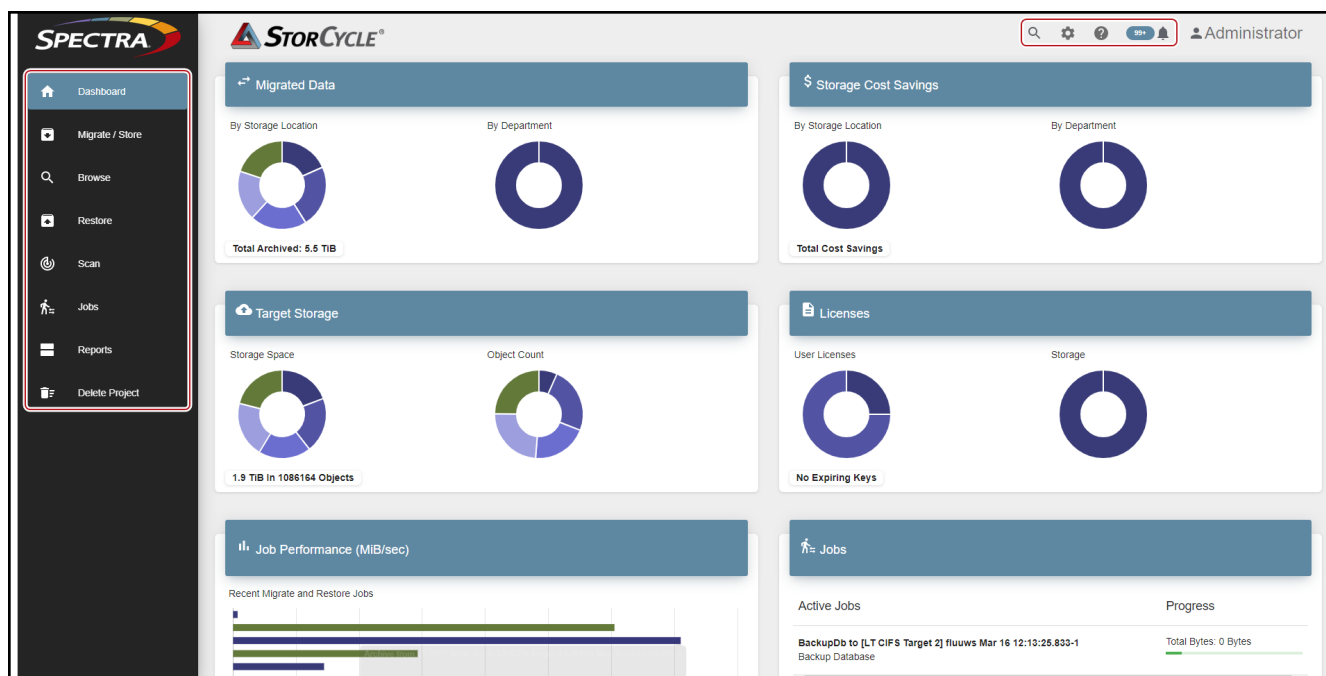 SPECTRA
STORCYCLE®
99+
Administrator
Dashboard
Migrate / Store
Browse
Restore
Scan
Jobs
Reports
Delete Project
Migrated Data
By Storage Location
By Department
Total Archived: 5.5 TiB
$ Storage Cost Savings
By Storage Location
By Department
Total Cost Savings
Target Storage
Storage Space
Object Count
1.9 TiB In 1086164 Objects
Licenses
User Licenses
Storage
No Expiring Keys
Job Performance (MiB/sec)
Recent Migrate and Restore Jobs
Jobs
Active Jobs
Progress
BackupDb to [LT CIFS Target 2] fluuws Mar 16 12:13:25.833-1
Total Bytes: 0 Bytes
Backup Database